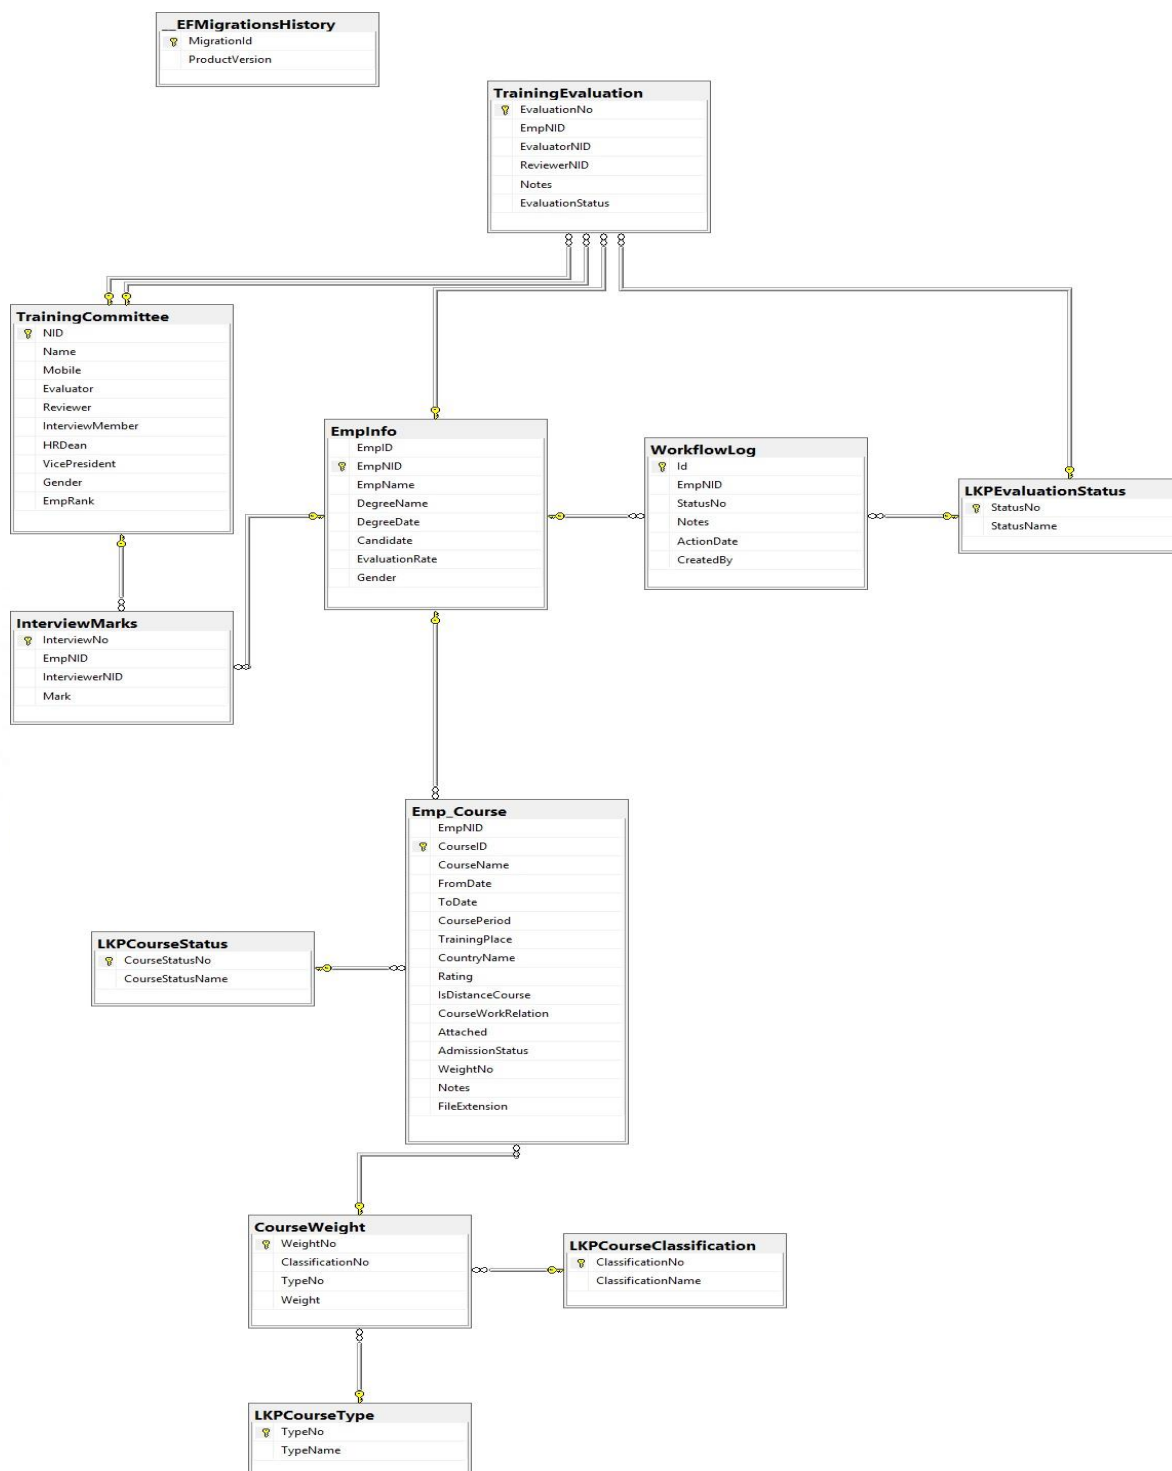 __EFMigrationsHistory
MigrationId
ProductVersion
TrainingEvaluation
EvaluationNo
EmpNID
EvaluatorNID
ReviewerNID
Notes
EvaluationStatus
TrainingCommittee
NID
Name
Mobile
Evaluator
Reviewer
InterviewMember
HRDean
VicePresident
Gender
EmpRank
EmpInfo
EmpID
EmpNID
EmpName
DegreeName
DegreeDate
Candidate
EvaluationRate
Gender
WorkflowLog
Id
EmpNID
StatusNo
Notes
ActionDate
CreatedBy
LKPEvaluationStatus
StatusNo
StatusName
InterviewMarks
InterviewNo
EmpNID
InterviewerNID
Mark
Emp_Course
EmpNID
CourseID
CourseName
FromDate
ToDate
CoursePeriod
TrainingPlace
CountryName
Rating
IsDistanceCourse
CourseWorkRelation
Attached
AdmissionStatus
WeightNo
Notes
FileExtension
LKPCourseStatus
CourseStatusNo
CourseStatusName
CourseWeight
WeightNo
ClassificationNo
TypeNo
Weight
LKPCourseClassification
ClassificationNo
ClassificationName
LKPCourseType
TypeNo
TypeName